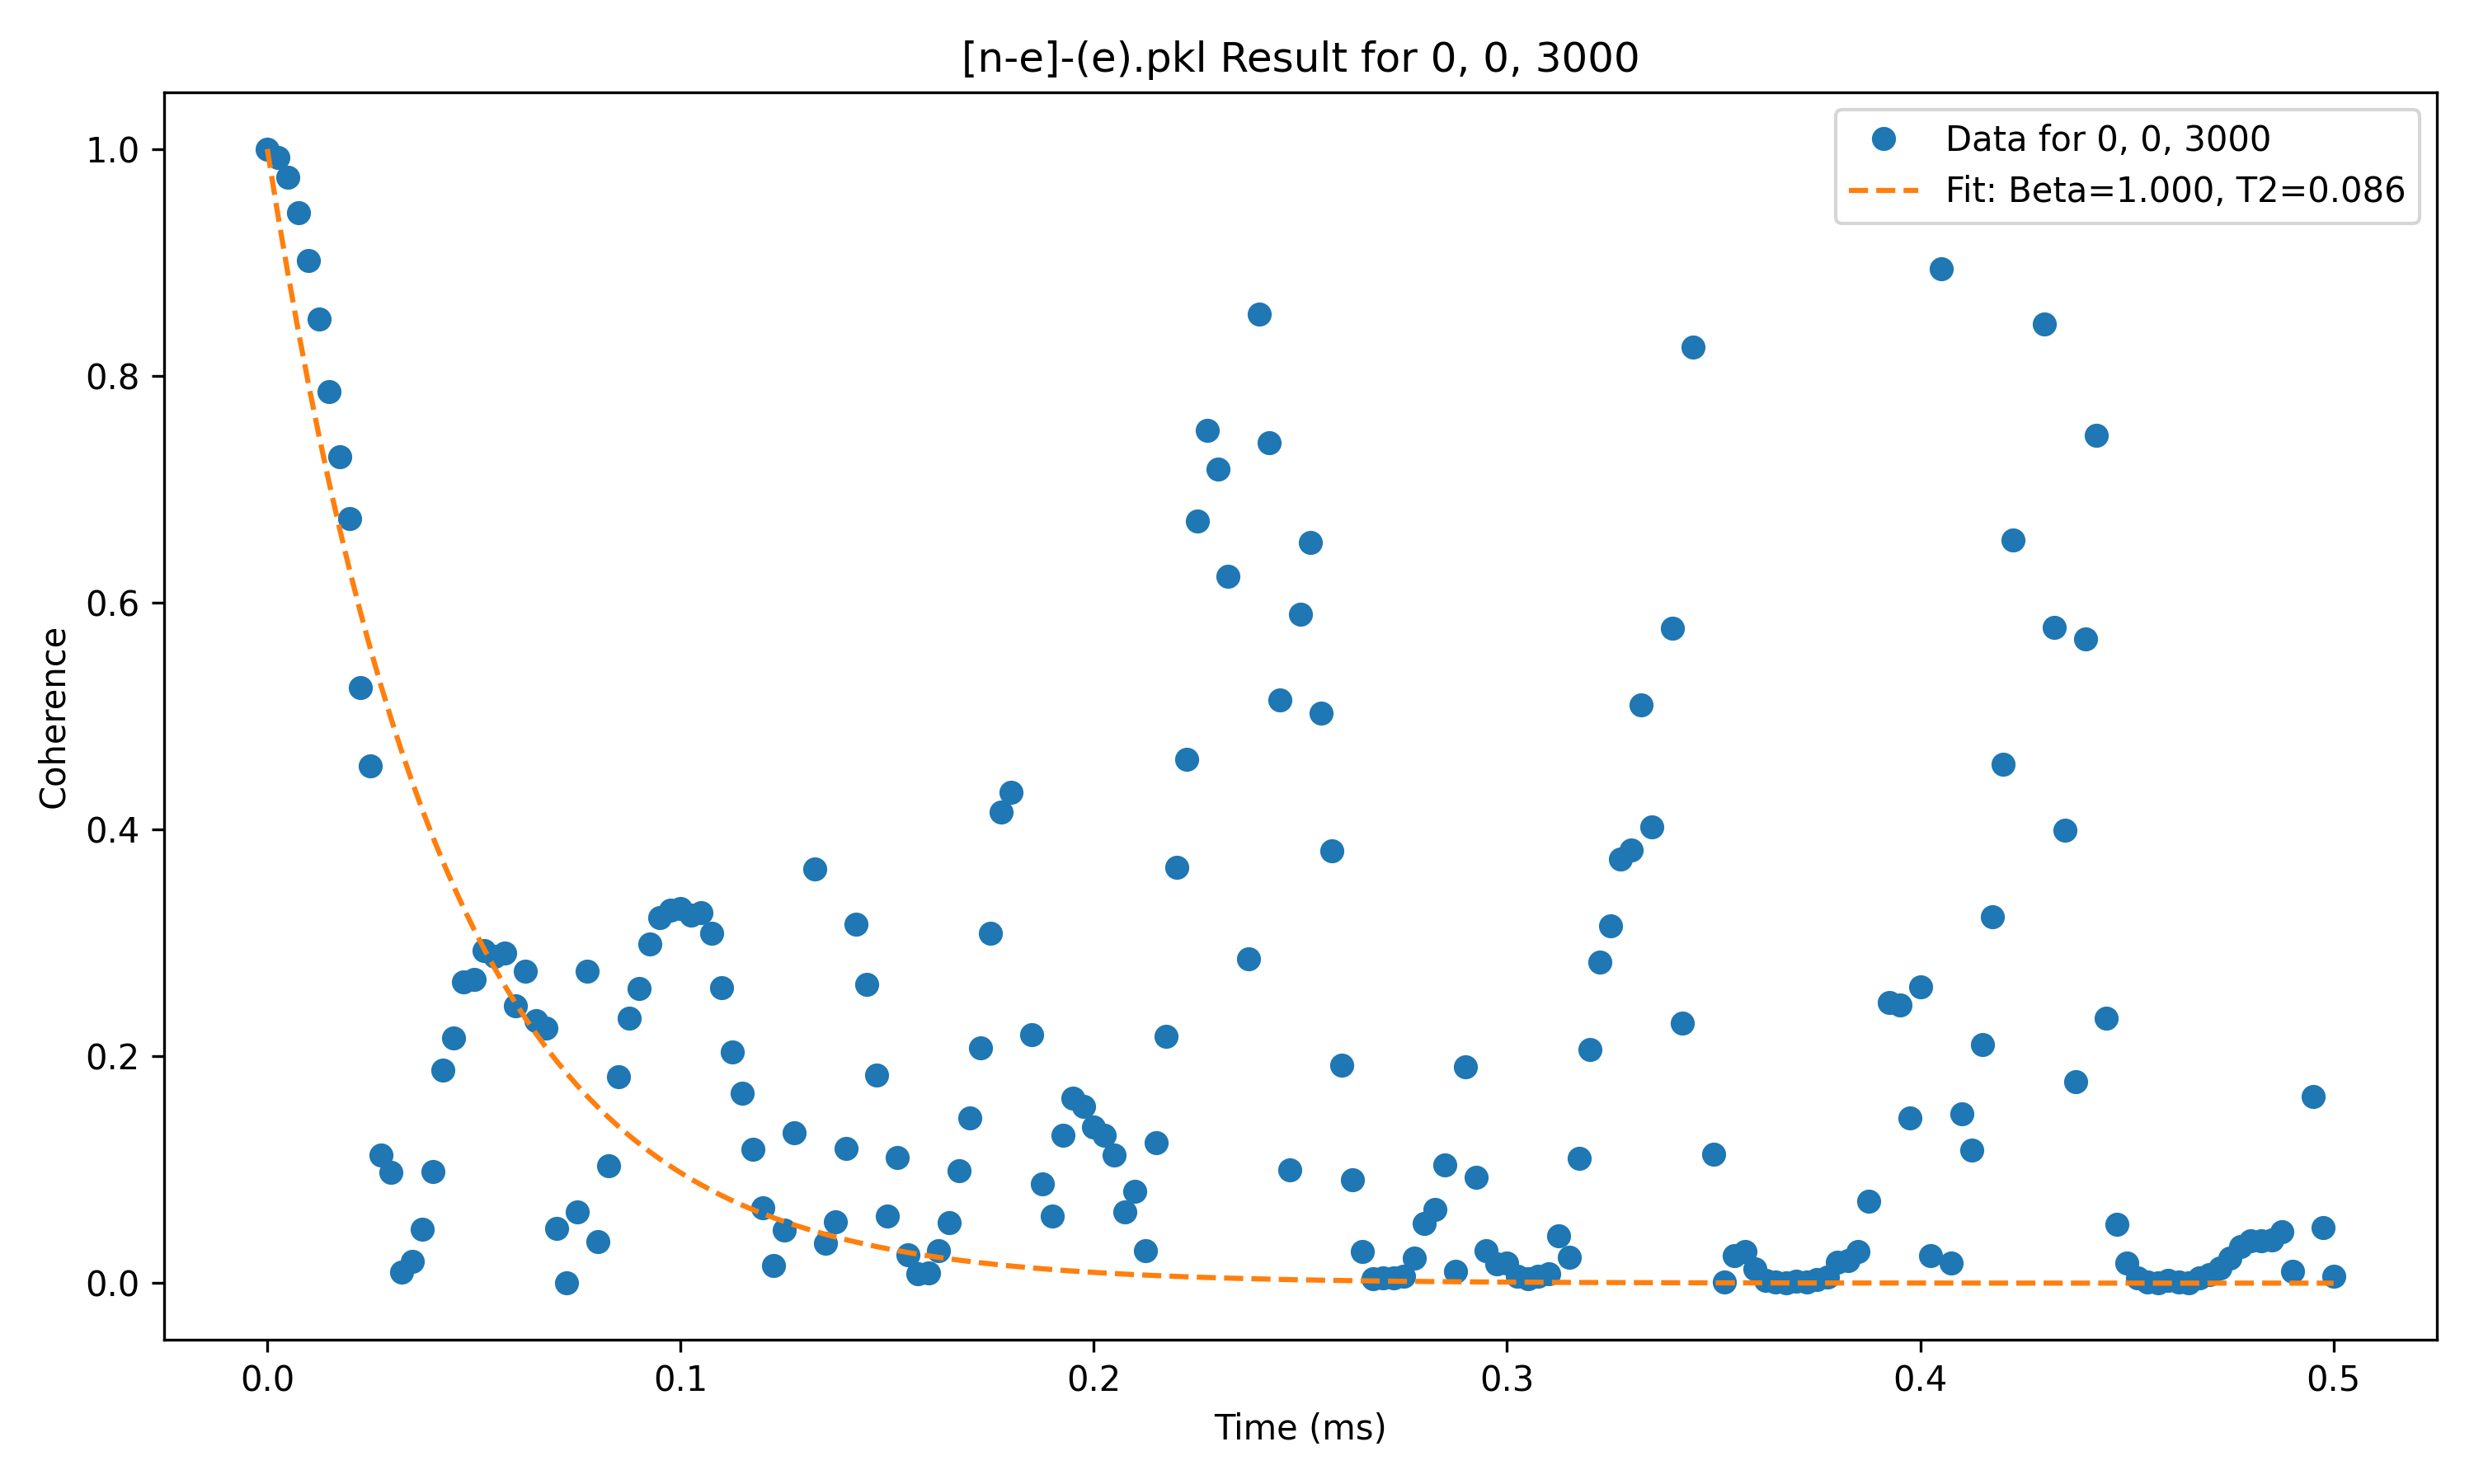 [n-e]-(e).pkl Result for 0, 0, 3000
Data for 0, 0, 3000
Fit: Beta=1.000, T2=0.086
Coherence
1.0
0.8
0.6
0.4
0.2
0.0
0.0 0.1 0.2 0.3 0.4 0.5
Time (ms)